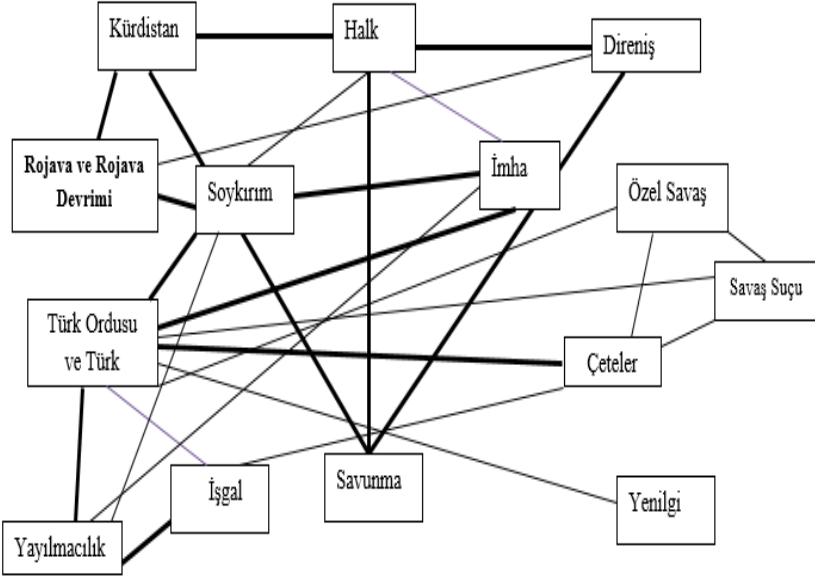 Kürdistan
Halk
Direniş
Rojava ve Rojava
Devrimi
Soykırım
İmha
Özel Savaş
Savaş Suçu
Türk Ordusu
ve Türk
Çeteler
İşgal
Savunma
Yenilgi
Yayılmacılık